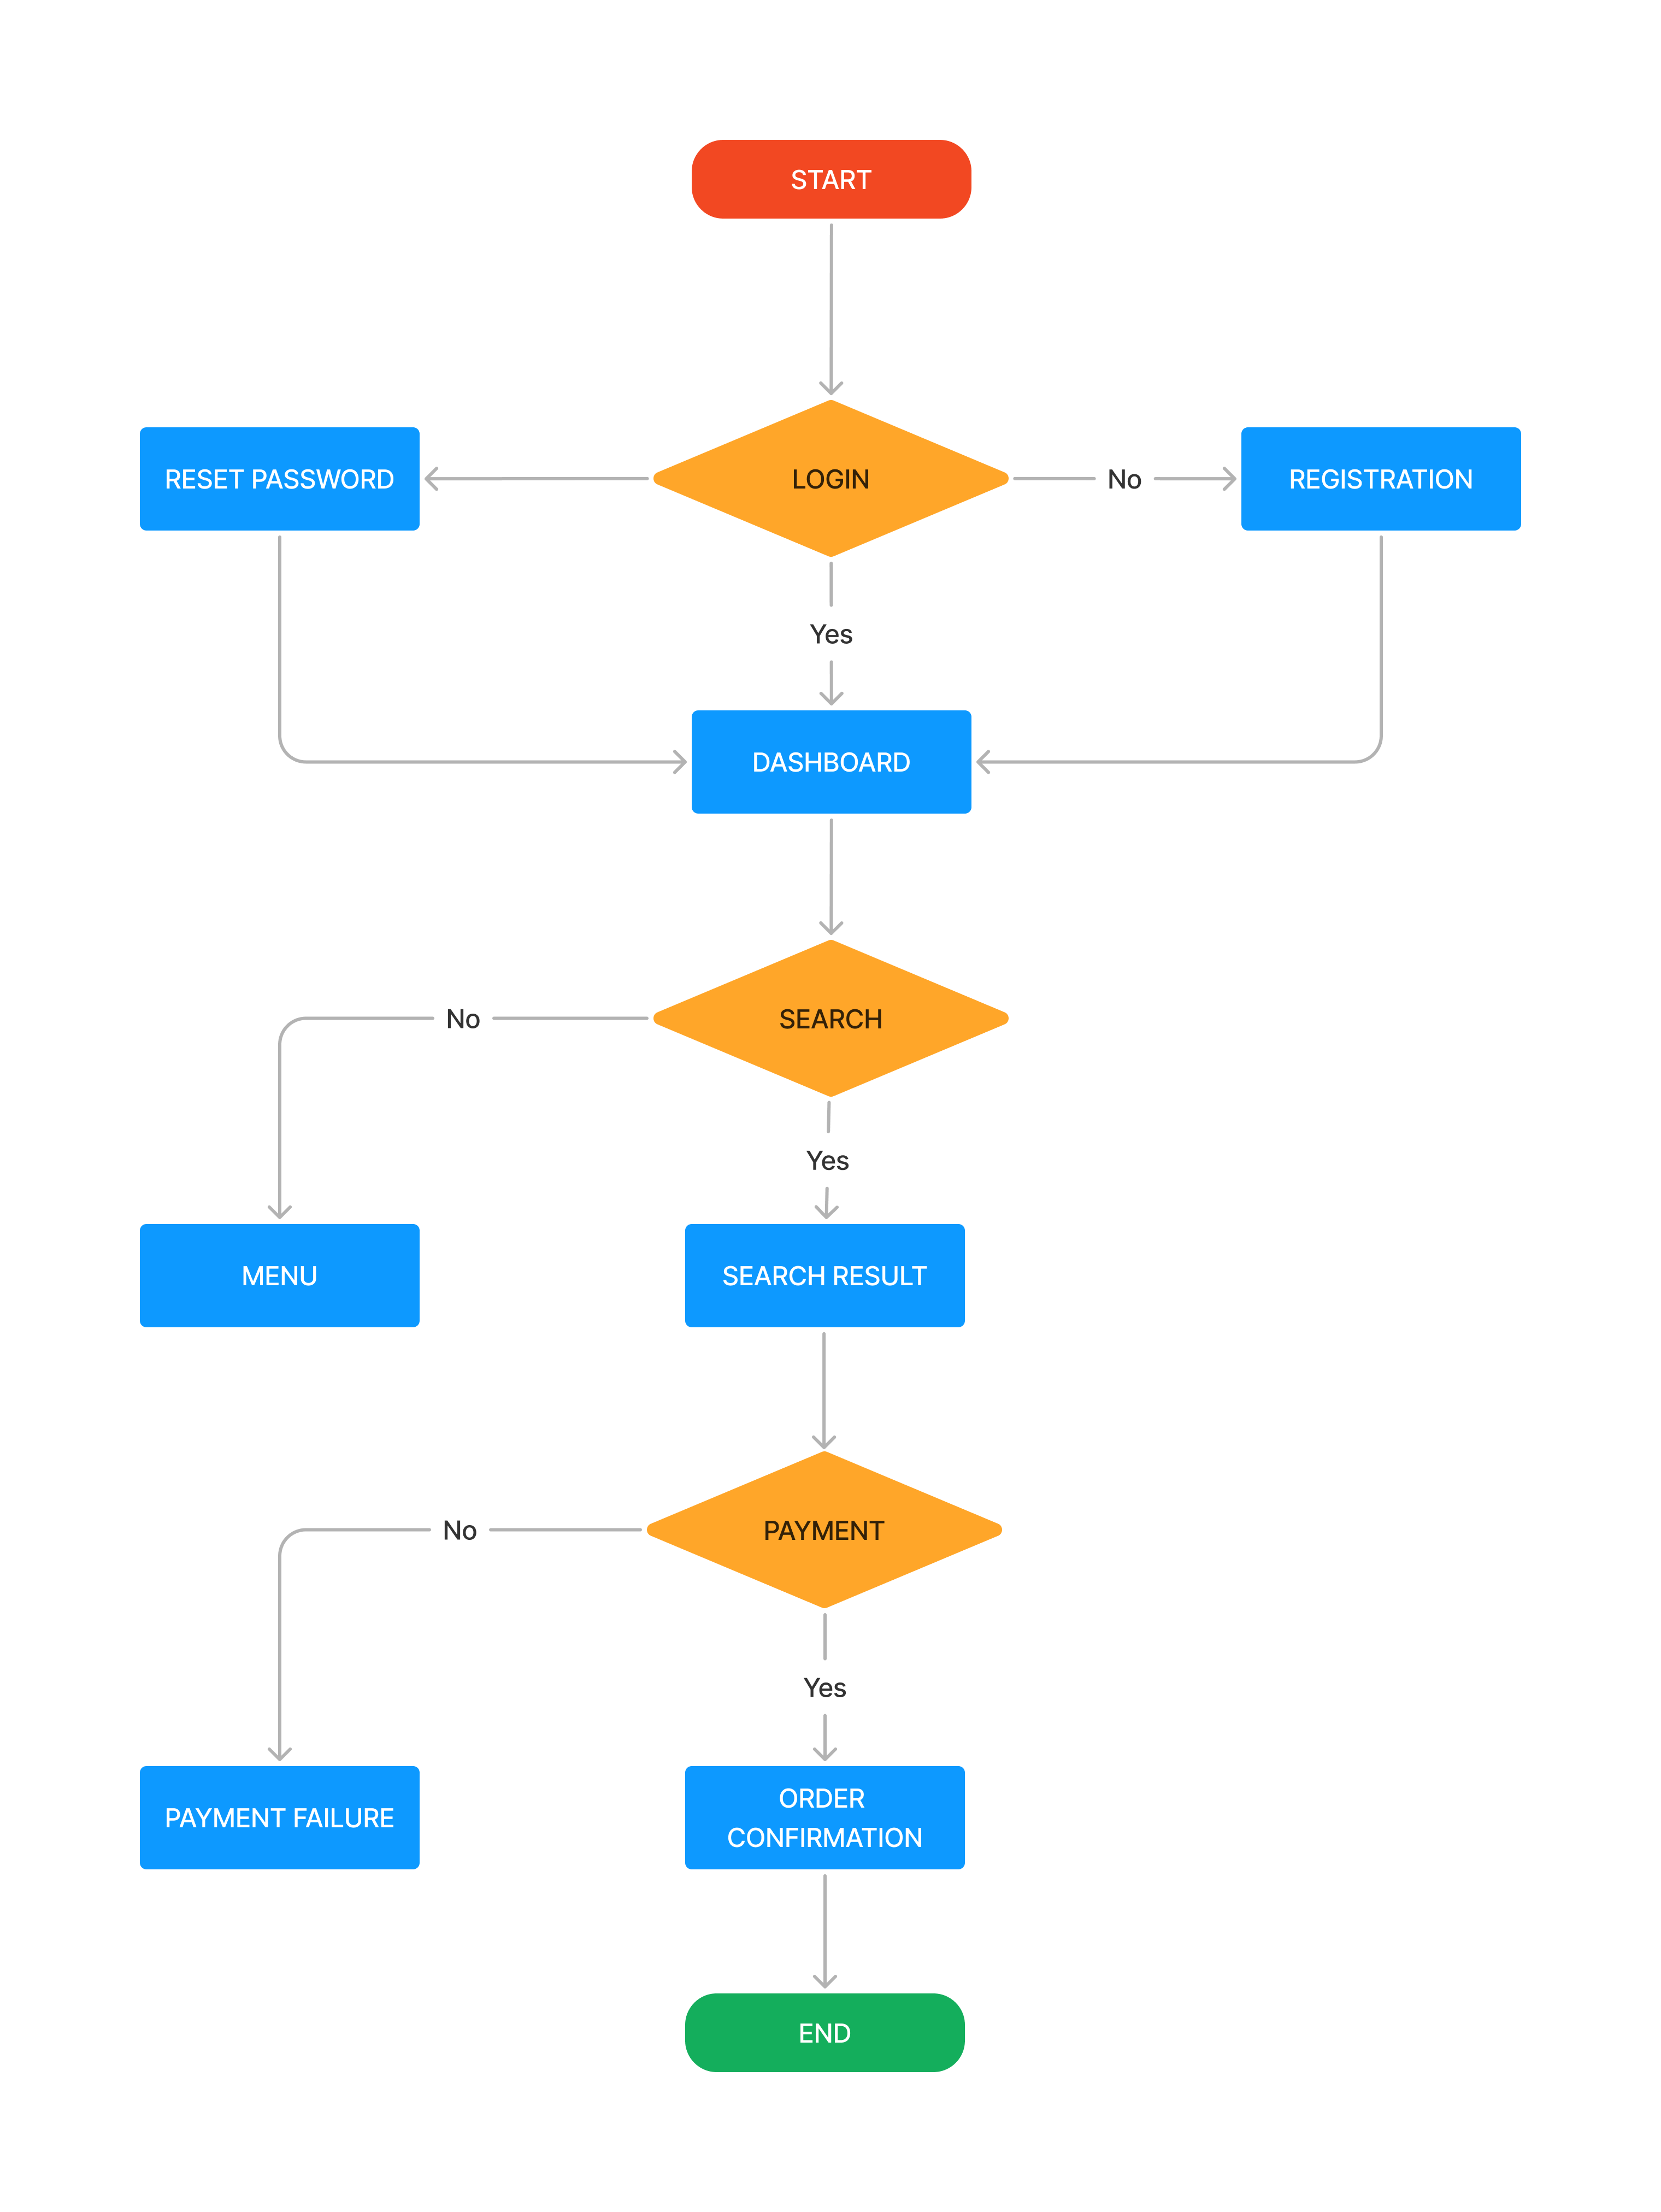 START
RESET PASSWORD
LOGIN
No
REGISTRATION
Yes
DASHBOARD
No
SEARCH
Yes
MENU
SEARCH RESULT
No
PAYMENT
Yes
PAYMENT FAILURE
ORDER
CONFIRMATION
END